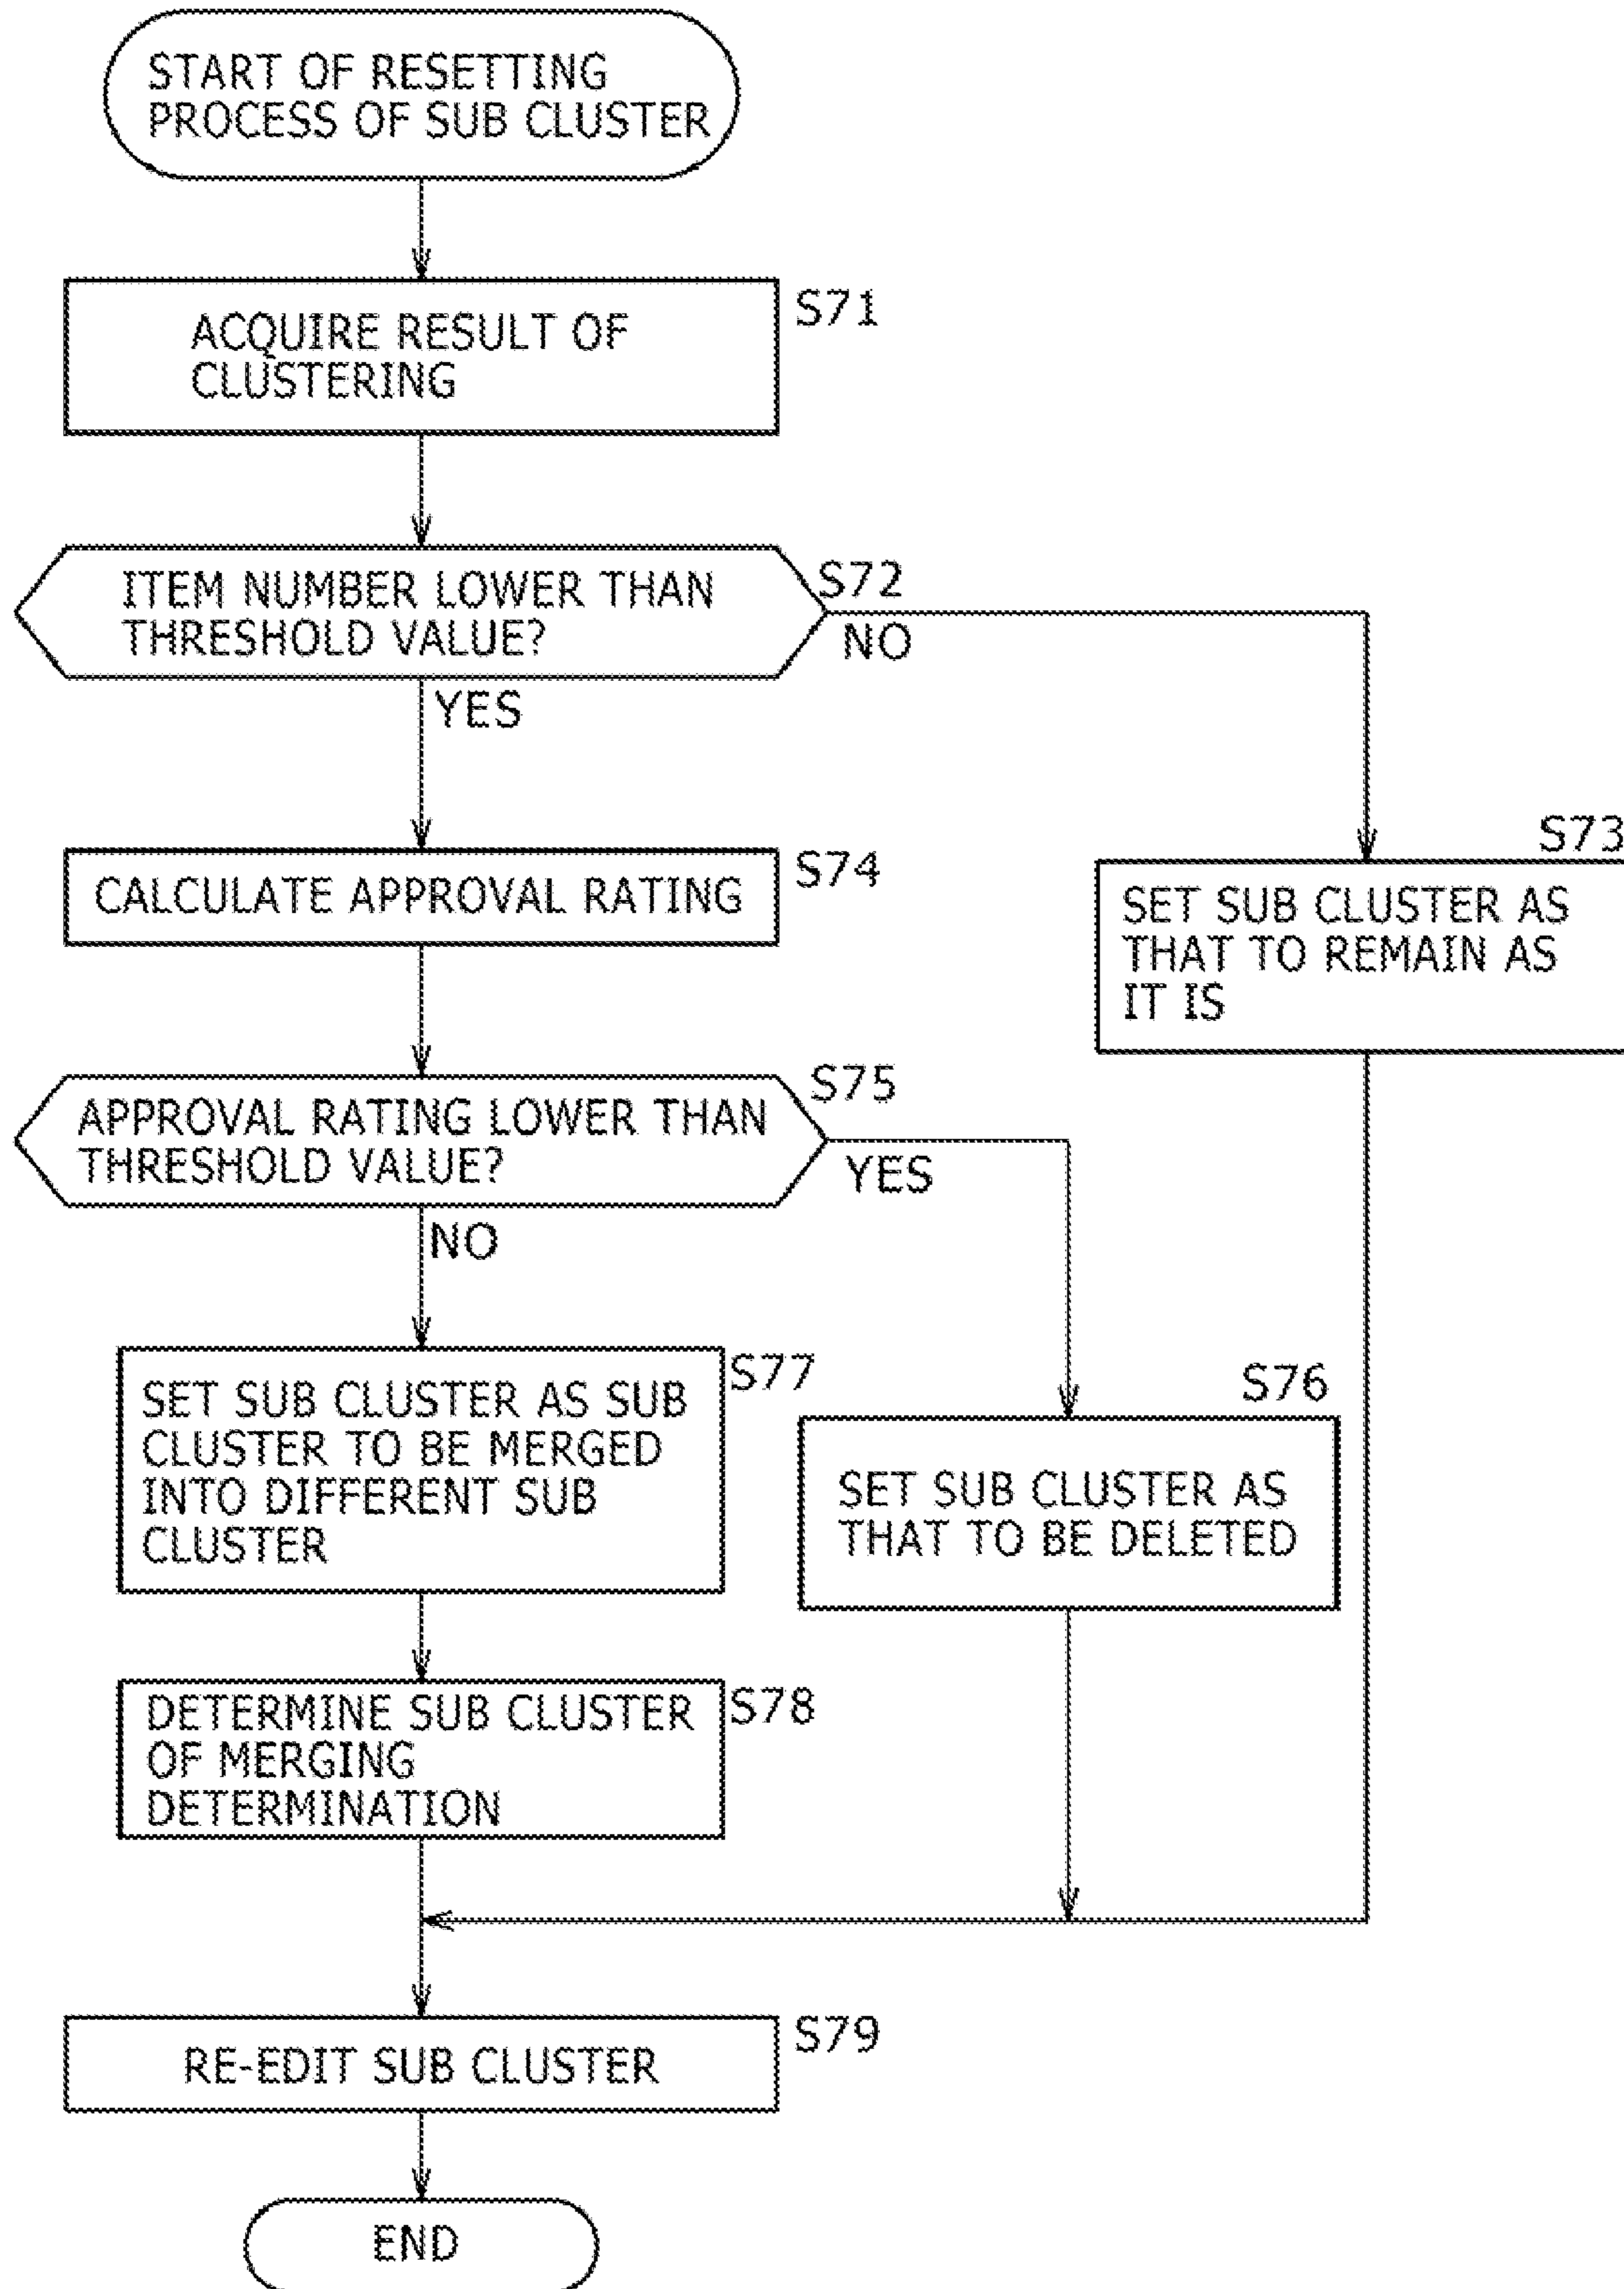 START OF RESETTING
PROCESS OF SUB CLUSTER
ACQUIRE RESULT OF
CLUSTERING
S71
ITEM NUMBER LOWER THAN
THRESHOLD VALUE?
S72
NO
YES
CALCULATE APPROVAL RATING
S74
S73
SET SUB CLUSTER AS
THAT TO REMAIN AS
IT IS
APPROVAL RATING LOWER THAN
THRESHOLD VALUE?
S75
YES
NO
SET SUB CLUSTER AS SUB
CLUSTER TO BE MERGED
INTO DIFFERENT SUB
CLUSTER
S77
S76
SET SUB CLUSTER AS
THAT TO BE DELETED
DETERMINE SUB CLUSTER
OF MERGING
DETERMINATION
S78
RE-EDIT SUB CLUSTER
S79
END